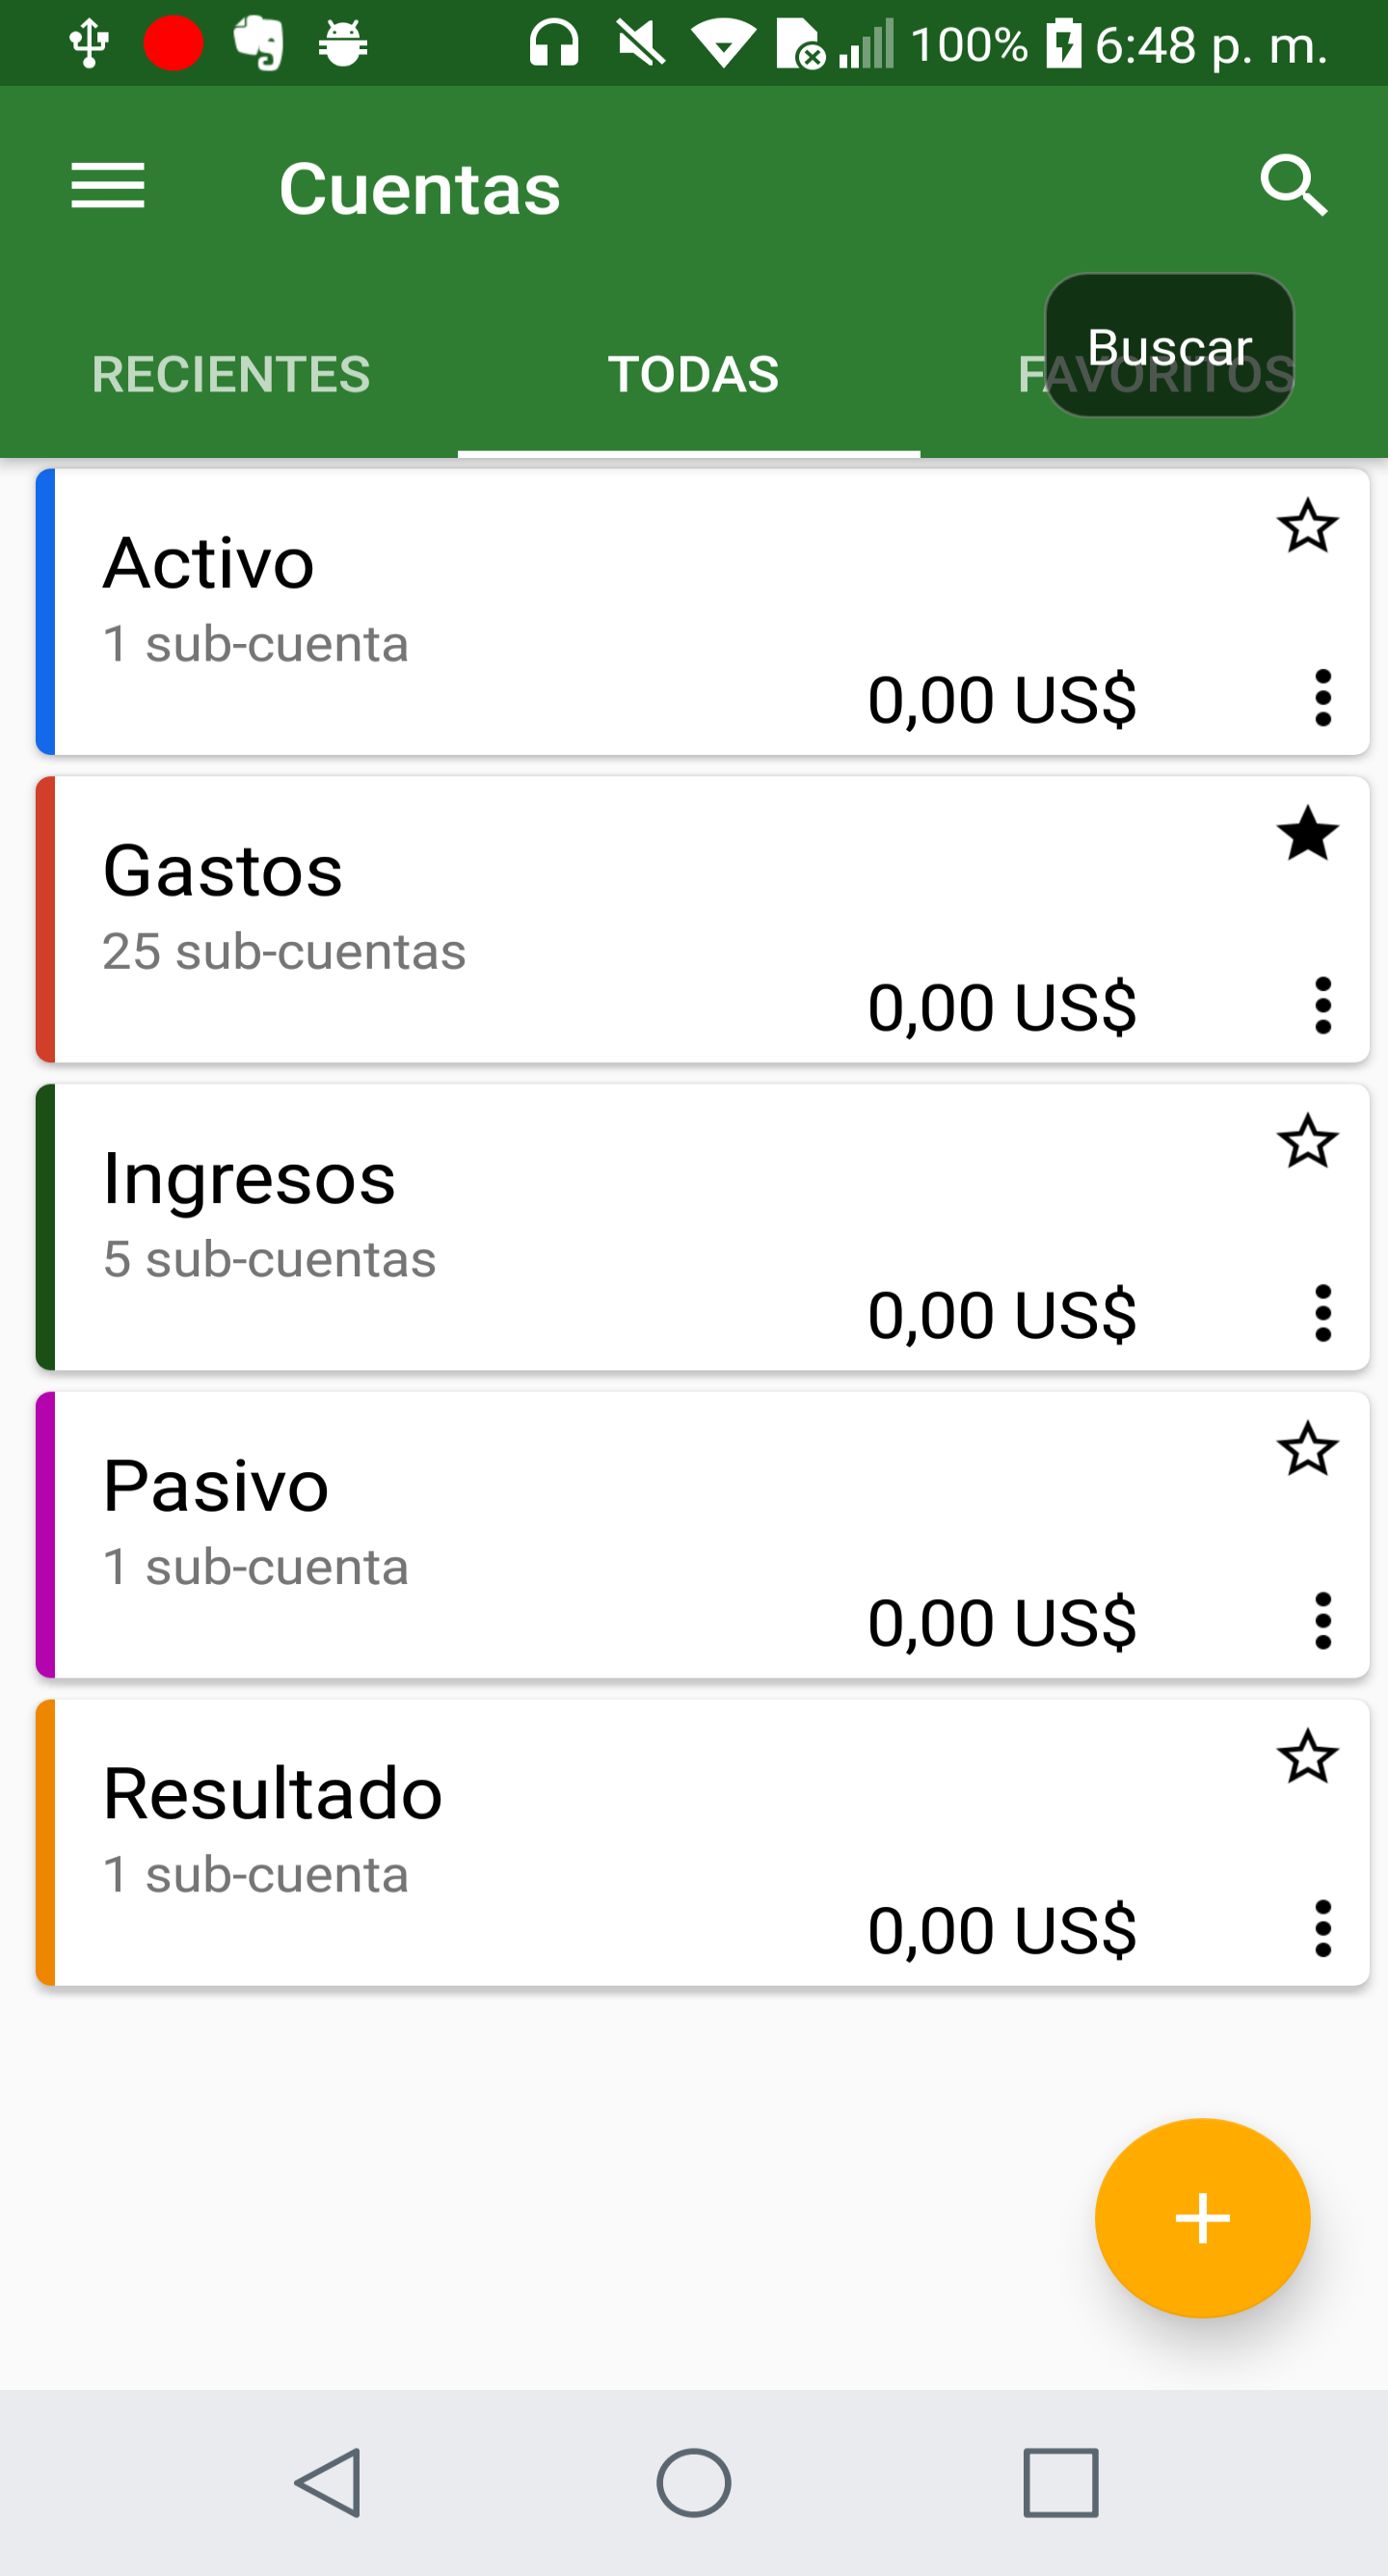 100% 6:48 p. m.
Cuentas
Buscar
RECIENTES TODAS FAVORITOS
Activo
1 sub-cuenta
0,00 US$
Gastos
25 sub-cuentas
0,00 US$
Ingresos
5 sub-cuentas
0,00 US$
Pasivo
1 sub-cuenta
0,00 US$
Resultado
1 sub-cuenta
0,00 US$